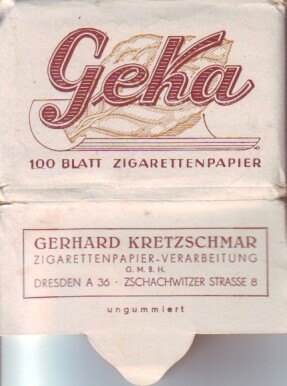 Geka
100 BLATT ZIGARETTENPAPIER
GERHARD KRETZSCHMAR
ZIGARETTENPAPIER-VERARBEITUNG
G.M.B.H.
DRESDEN A 36 · ZSCHACHWITZER STRASSE 8
ungummiert